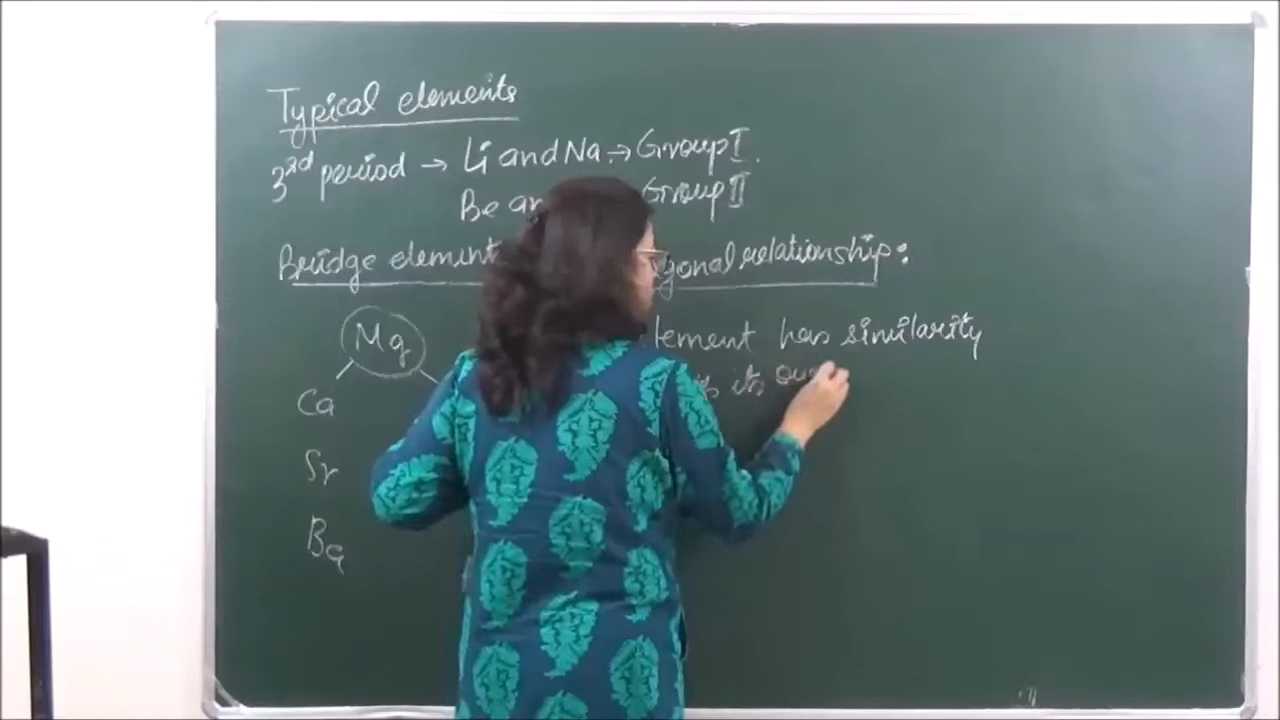 Typical elements
3rd period → Li and Na → Group I.
Be Group II
Bridge element relationship:
Mg has similarity
its
Ca
Sr
Ba